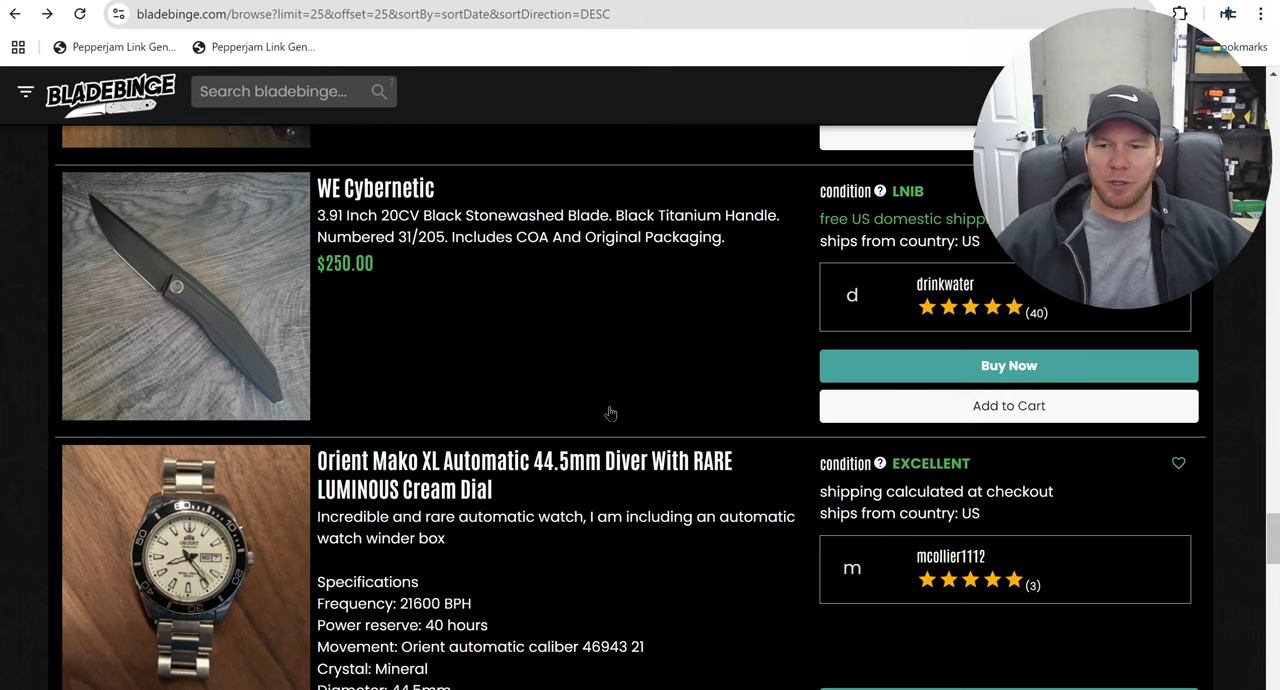 bladebinge.com/browse?limit=25&offset=25&sortBy=sortDate&sortDirection=DESC
Pepperjam Link Gen...
Pepperjam Link Gen...
ookmarks
BLADEBINGE
Search bladebinge...
?
WE Cybernetic
3.91 Inch 20CV Black Stonewashed Blade. Black Titanium Handle.
Numbered 31/205. Includes COA And Original Packaging.
$250.00
condition ? LNIB
free US domestic shipp
ships from country: US
d
drinkwater
(40)
Buy Now
Add to Cart
Orient Mako XL Automatic 44.5mm Diver With RARE
LUMINOUS Cream Dial
Incredible and rare automatic watch, I am including an automatic
watch winder box
Specifications
Frequency: 21600 BPH
Power reserve: 40 hours
Movement: Orient automatic caliber 46943 21
Crystal: Mineral
Diameter: 44.5mm
condition ? EXCELLENT
shipping calculated at checkout
ships from country: US
m
mcollier1112
(3)